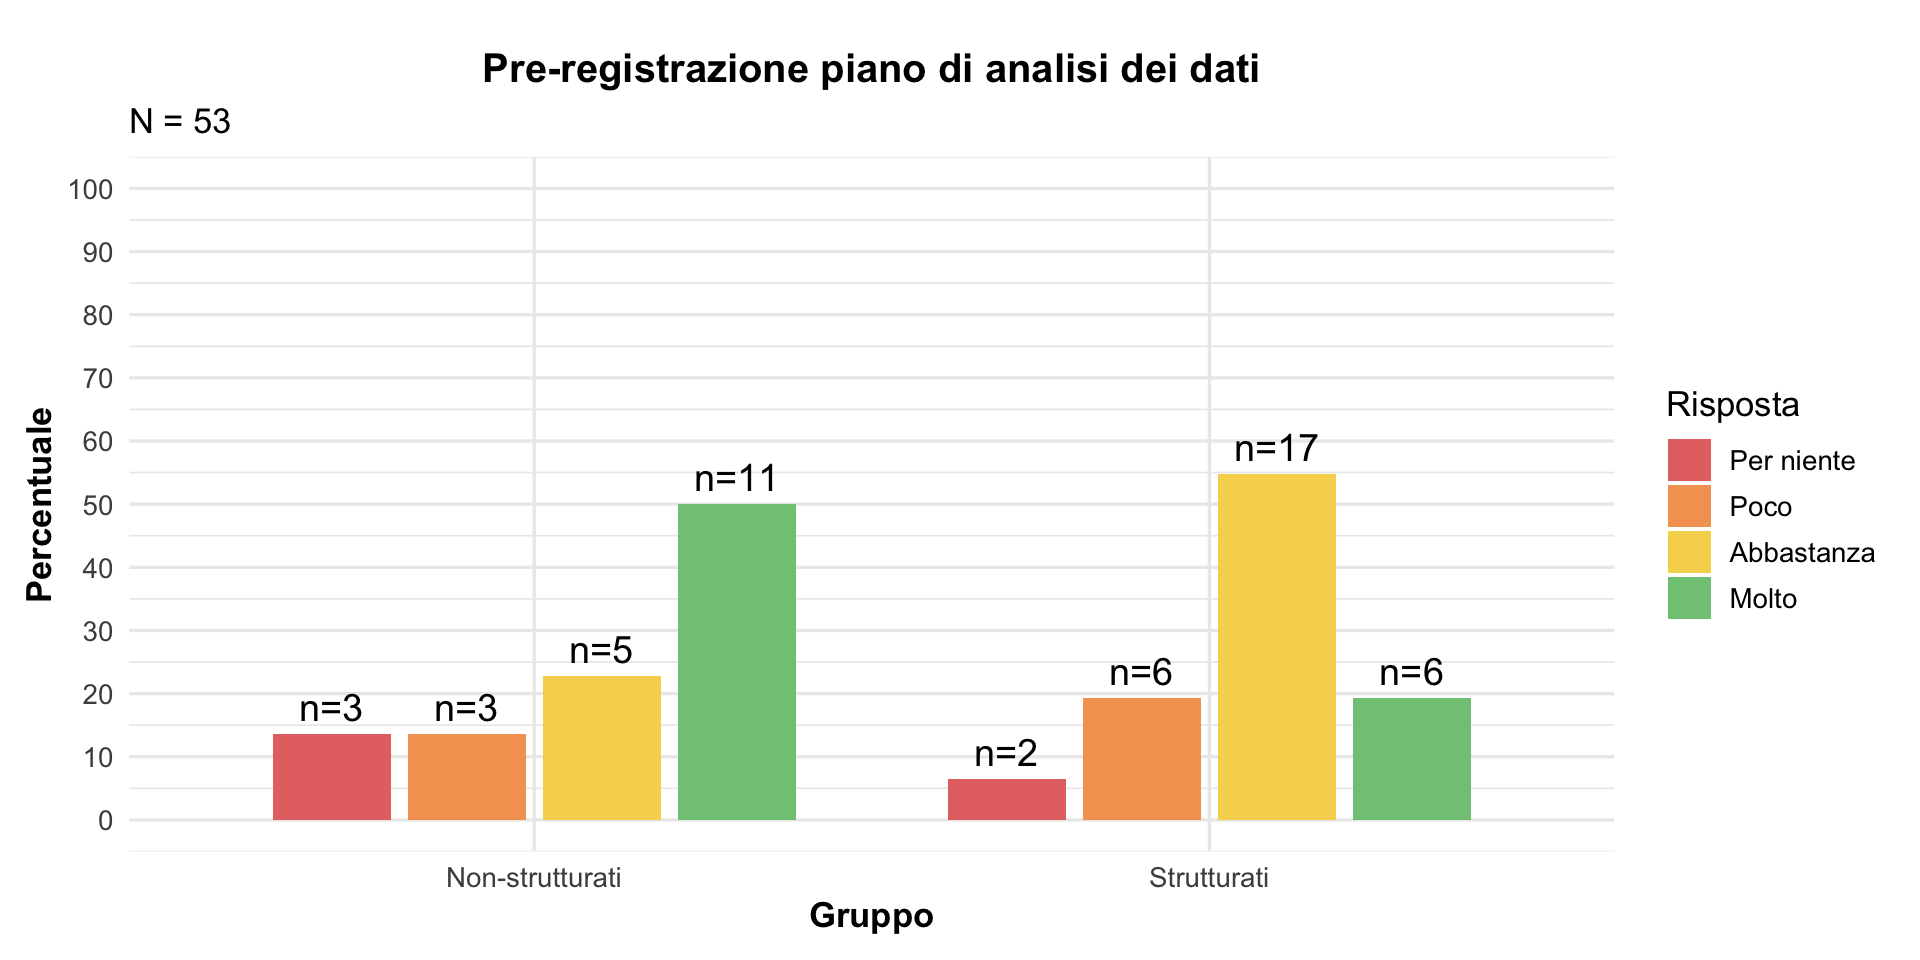 Pre-registrazione piano di analisi dei dati
N = 53
Percentuale
100
90
80
70
60
50
40
30
20
10
0
n=3
n=3
n=5
n=11
n=2
n=6
n=17
n=6
Non-strutturati
Strutturati
Gruppo
Risposta
Per niente
Poco
Abbastanza
Molto